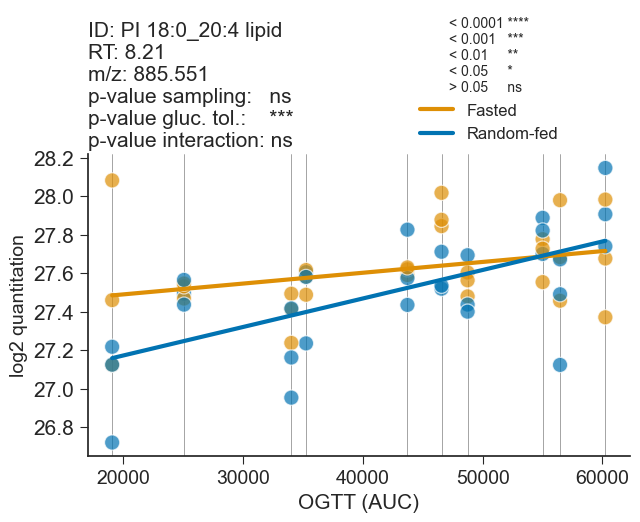 ID: PI 18:0_20:4 lipid
RT: 8.21
m/z: 885.551
p-value sampling: ns
p-value gluc. tol.: ***
p-value interaction: ns
< 0.0001 ****
< 0.001 ***
< 0.01 **
< 0.05 *
> 0.05 ns
Fasted
Random-fed
28.2
28.0
27.8
27.6
27.4
27.2
27.0
26.8
log2 quantitation
20000 30000 40000 50000 60000
OGTT (AUC)